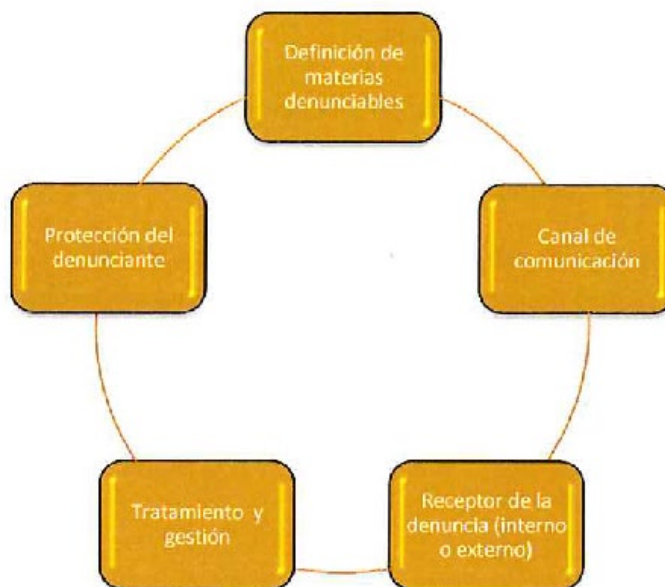 Definición de
materias
denunciables
Canal de
comunicación
Receptor de la
denuncia (interno
o externo)
Tratamiento y
gestión
Protección del
denunciante